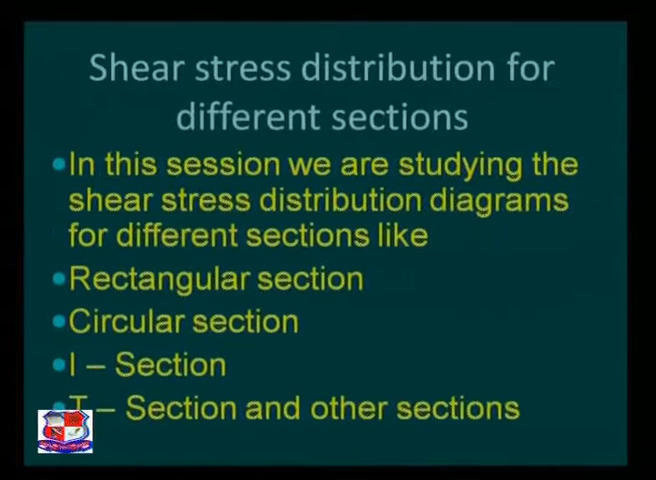 Shear stress distribution for
different sections
•In this session we are studying the
shear stress distribution diagrams
for different sections like
•Rectangular section
•Circular section
•I – Section
•T – Section and other sections